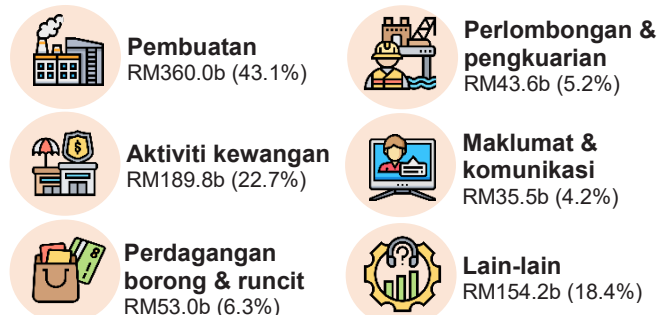 Pembuatan
RM360.0b (43.1%)
Aktiviti kewangan
RM189.8b (22.7%)
Perdagangan
borong & runcit
RM53.0b (6.3%)
Perlombongan &
pengkuarian
RM43.6b (5.2%)
Maklumat &
komunikasi
RM35.5b (4.2%)
Lain-lain
RM154.2b (18.4%)